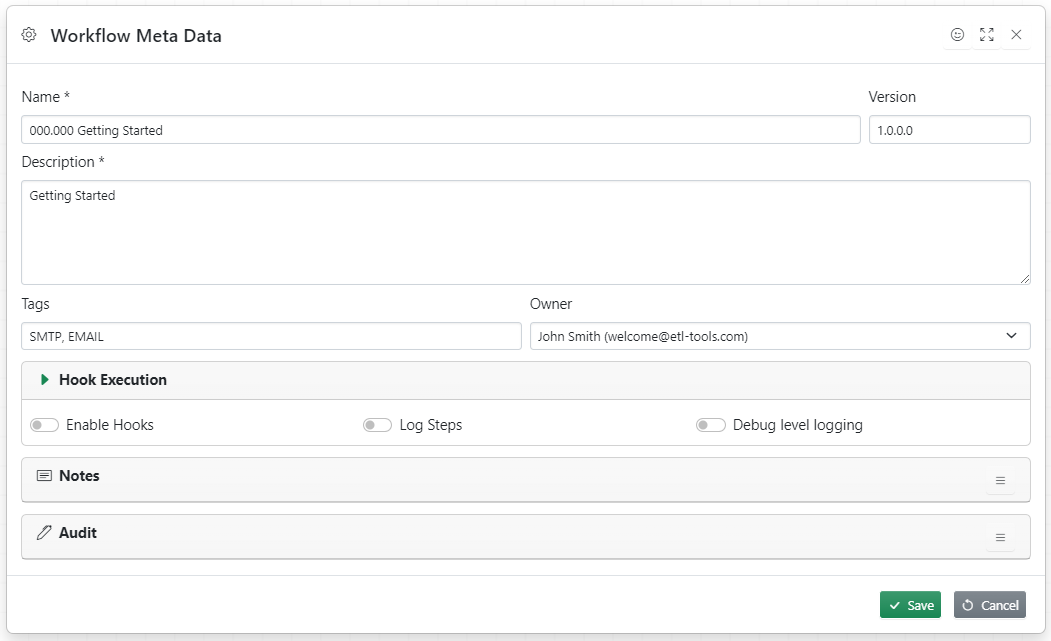 Workflow Meta Data
Name *
Version
000.000 Getting Started
1.0.0.0
Description *
Getting Started
Tags
Owner
SMTP, EMAIL
John Smith (welcome@etl-tools.com)
Hook Execution
Enable Hooks
Log Steps
Debug level logging
Notes
Audit
Save
Cancel